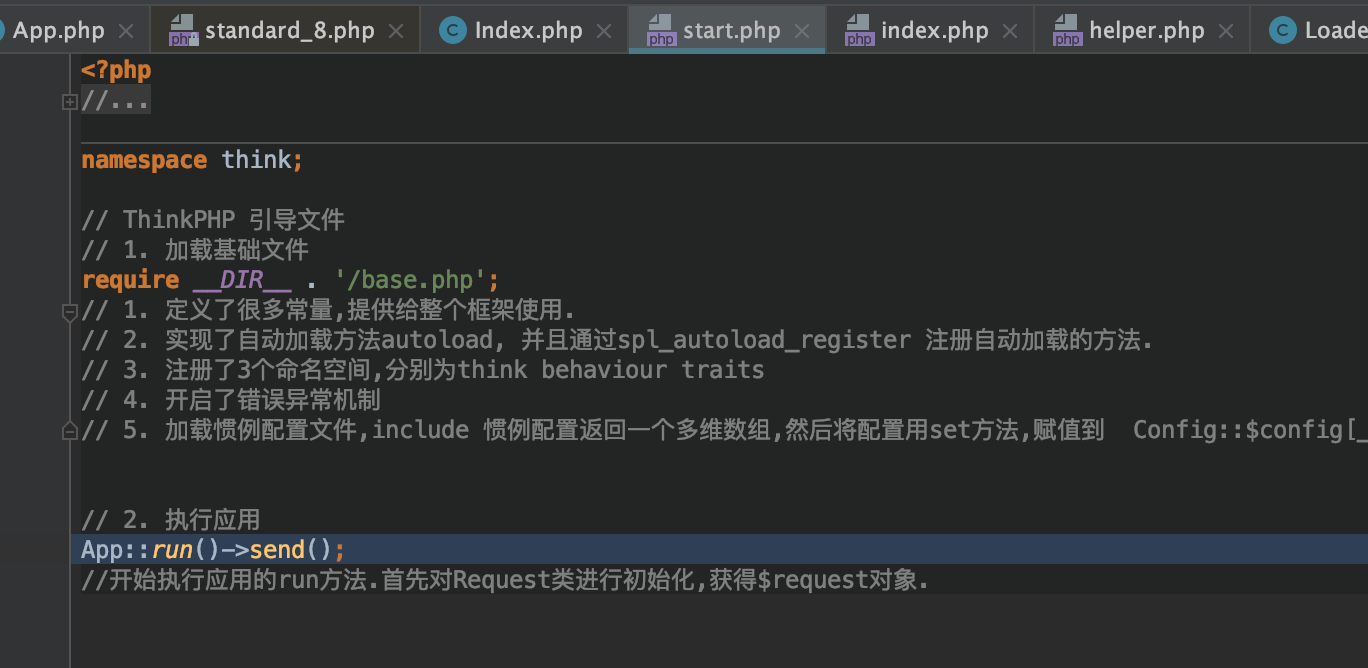 App.php
standard_8.php
Index.php
start.php
index.php
helper.php
Loade
<?php
//...
namespace think;
// ThinkPHP 引导文件
// 1. 加载基础文件
require __DIR__ . '/base.php';
// 1. 定义了很多常量,提供给整个框架使用.
// 2. 实现了自动加载方法autoload, 并且通过spl_autoload_register 注册自动加载的方法.
// 3. 注册了3个命名空间,分别为think behaviour traits
// 4. 开启了错误异常机制
// 5. 加载惯例配置文件,include 惯例配置返回一个多维数组,然后将配置用set方法,赋值到  Config::$config[_
// 2. 执行应用
App::run()->send();
//开始执行应用的run方法.首先对Request类进行初始化,获得$request对象.